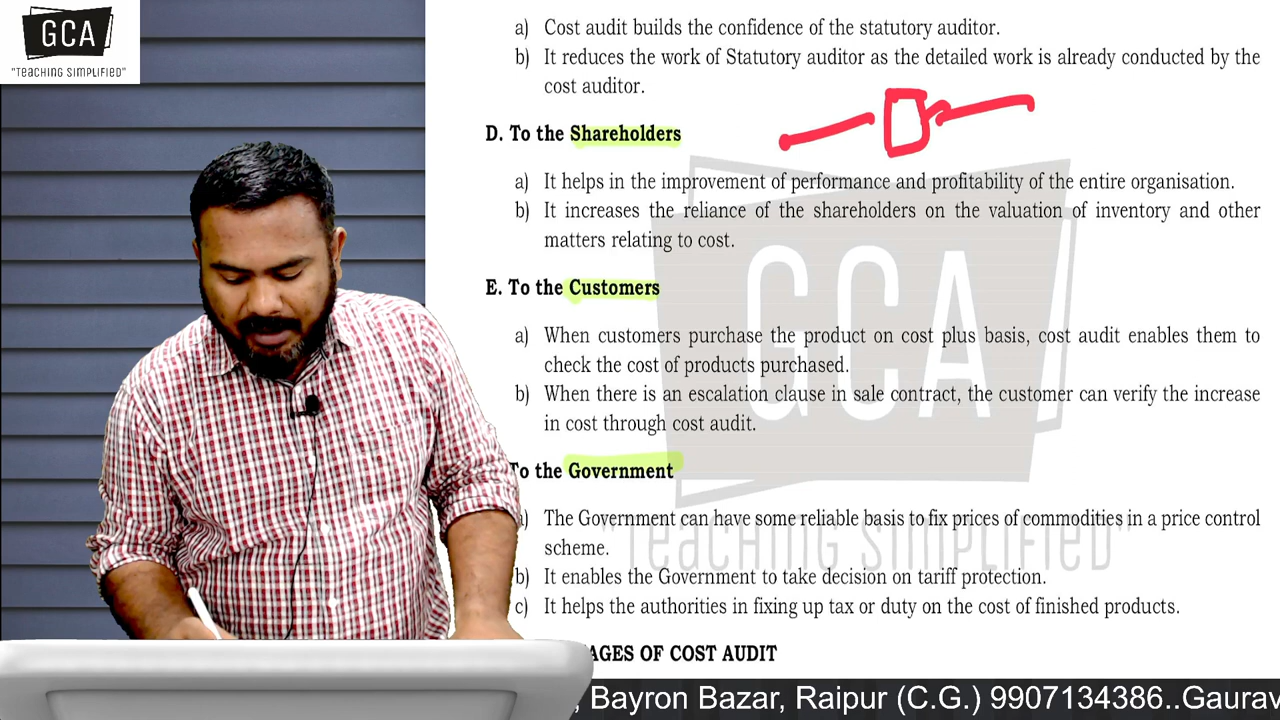 GCA
"TEACHING SIMPLIFIED"
a) Cost audit builds the confidence of the statutory auditor.
b) It reduces the work of Statutory auditor as the detailed work is already conducted by the
cost auditor.
D. To the Shareholders
a) It helps in the improvement of performance and profitability of the entire organisation.
b) It increases the reliance of the shareholders on the valuation of inventory and other
matters relating to cost.
E. To the Customers
a) When customers purchase the product on cost plus basis, cost audit enables them to
check the cost of products purchased.
b) When there is an escalation clause in sale contract, the customer can verify the increase
in cost through cost audit.
To the Government
a) The Government can have some reliable basis to fix prices of commodities in a price control
scheme.
b) It enables the Government to take decision on tariff protection.
c) It helps the authorities in fixing up tax or duty on the cost of finished products.
AGES OF COST AUDIT
GCA
"TEACHING SIMPLIFIED"
, Bayron Bazar, Raipur (C.G.) 9907134386..Gaurav